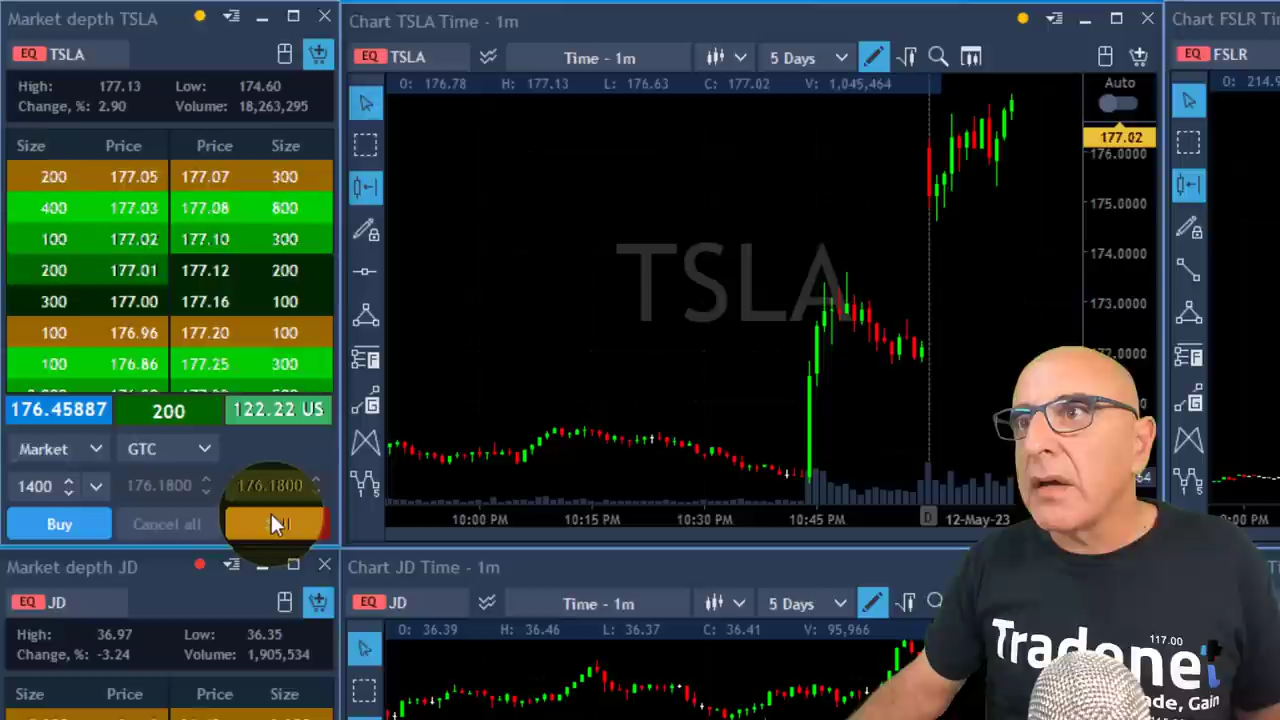 Market depth TSLA
EQ TSLA
High: 177.13 Low: 174.60
Change, %: 2.90 Volume: 18,263,295
Size Price Price Size
200 177.05 177.07 300
400 177.03 177.08 800
100 177.02 177.10 300
200 177.01 177.12 200
300 177.00 177.16 100
100 176.96 177.20 100
100 176.86 177.25 300
176.45887 200 122.22 US
Market GTC
1400 176.1800 176.1800
Buy Cancel all
Chart TSLA Time - 1m
EQ TSLA Time - 1m 5 Days
O: 176.78 H: 177.13 L: 176.63 C: 177.02 V: 1,045,464
Auto
177.02
176.0000
175.0000
174.0000
173.0000
TSLA
10:00 PM 10:15 PM 10:30 PM 10:45 PM D 12-May-23
Chart FSLR Ti
EQ FSLR
O: 214.9
Market depth JD
EQ JD
High: 36.97 Low: 36.35
Change, %: -3.24 Volume: 1,905,534
Size Price Price Size
Chart JD Time - 1m
EQ JD Time - 1m 5 Days
O: 36.39 H: 36.46 L: 36.37 C: 36.41 V: 95,966
117.00
Tradenet
ade, Gain